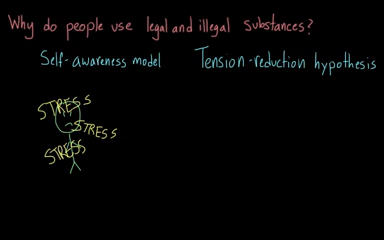 Why do people use legal and illegal substances?
Self-awareness model
Tension-reduction hypothesis
STRESS
STRESS
STRESS